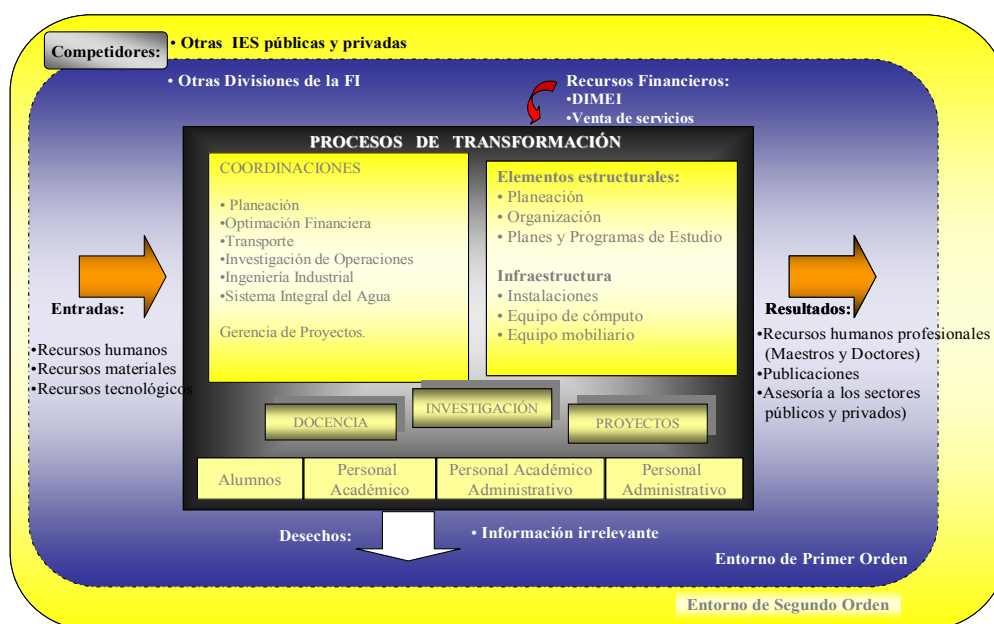 Competidores:
• Otras IES públicas y privadas
• Otras Divisiones de la FI
Recursos Financieros:
•DIMEI
•Venta de servicios
PROCESOS DE TRANSFORMACIÓN
COORDINACIONES
• Planeación
•Optimación Financiera
•Transporte
•Investigación de Operaciones
•Ingeniería Industrial
•Sistema Integral del Agua
Gerencia de Proyectos.
Elementos estructurales:
• Planeación
• Organización
• Planes y Programas de Estudio
Infraestructura
• Instalaciones
• Equipo de cómputo
• Equipo mobiliario
Entradas:
•Recursos humanos
•Recursos materiales
•Recursos tecnológicos
Resultados:
•Recursos humanos profesionales
(Maestros y Doctores)
•Publicaciones
•Asesoría a los sectores
públicos y privados)
DOCENCIA
INVESTIGACIÓN
PROYECTOS
Alumnos
Personal
Académico
Personal Académico
Administrativo
Personal
Administrativo
Desechos:
• Información irrelevante
Entorno de Primer Orden
Entorno de Segundo Orden